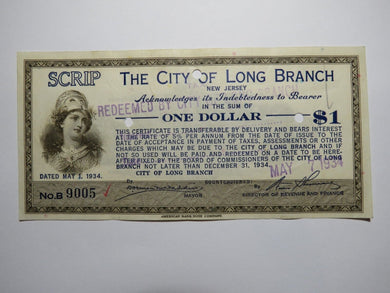 SCRIP
THE CITY OF LONG BRANCH
NEW JERSEY
Acknowledges its Indebtedness to Bearer
IN THE SUM OF
REDEEMED BY CITY
ONE DOLLAR $1
THIS CERTIFICATE IS TRANSFERABLE BY DELIVERY AND BEARS INTEREST
AT THE RATE OF 5% PER ANNUM FROM THE DATE OF ISSUE TO THE
DATE OF ACCEPTANCE IN PAYMENT OF TAXES, ASSESSMENTS OR OTHER
CHARGES WHICH MAY BE DUE TO THE CITY OF LONG BRANCH AND IF
NOT SO USED WILL BE PAID AND REDEEMED ON A DATE TO BE HERE-
AFTER FIXED BY THE BOARD OF COMMISSIONERS OF THE CITY OF LONG BRANCH
NOT LATER THAN DECEMBER 31, 1934.
MAY 1934
DATED MAY 1, 1934.
CITY OF LONG BRANCH
BY
COUNTERSIGNED BY
No.B 9005
MAYOR
DIRECTOR OF REVENUE AND FINANCE
AMERICAN BANK NOTE COMPANY.